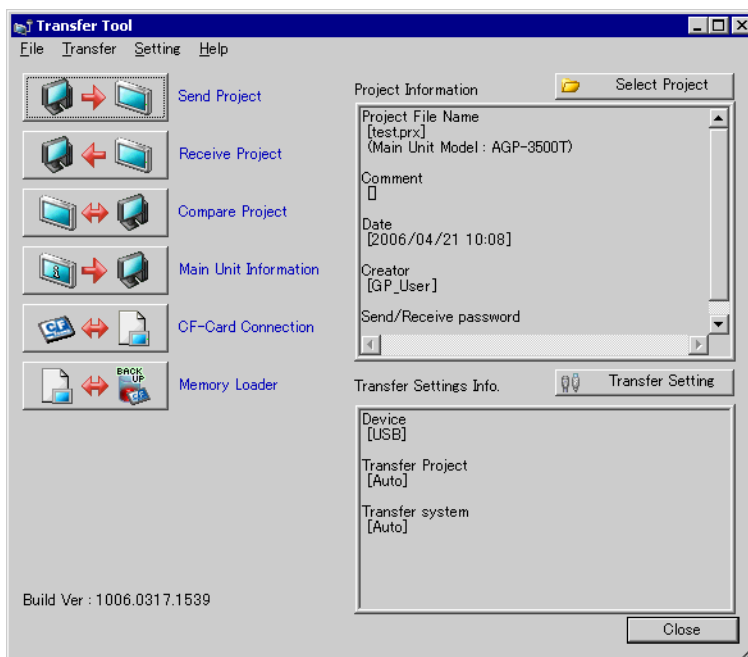 Transfer Tool
File Transfer Setting Help
Send Project
Receive Project
Compare Project
Main Unit Information
CF
CF-Card Connection
BACK
UP
Memory Loader
Build Ver : 1006.0317.1539
Project Information
Select Project
Project File Name
[test.prx]
(Main Unit Model : AGP-3500T)
Comment
[]
Date
[2006/04/21 10:08]
Creator
[GP_User]
Send/Receive password
Transfer Settings Info.
Transfer Setting
Device
[USB]
Transfer Project
[Auto]
Transfer system
[Auto]
Close